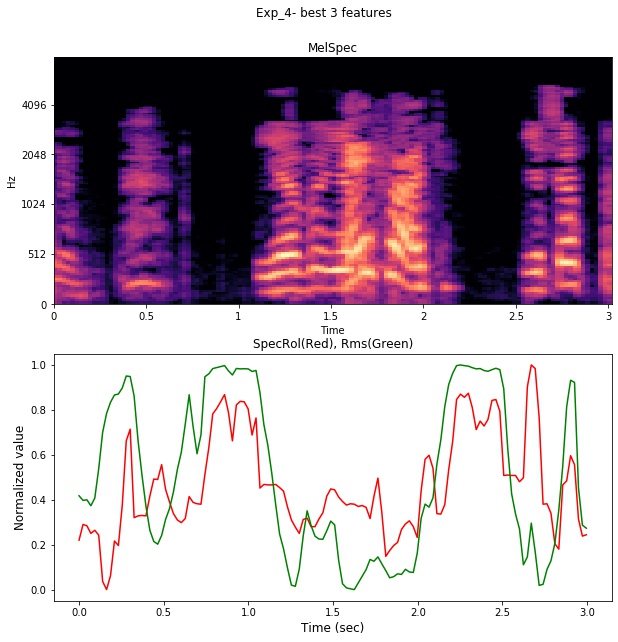 Exp_4- best 3 features
MelSpec
4096
2048
1024
512
0
Hz
0 0.5 1 1.5 2 2.5 3
Time
SpecRol(Red), Rms(Green)
1.0
0.8
0.6
0.4
0.2
0.0
Normalized value
0.0 0.5 1.0 1.5 2.0 2.5 3.0
Time (sec)